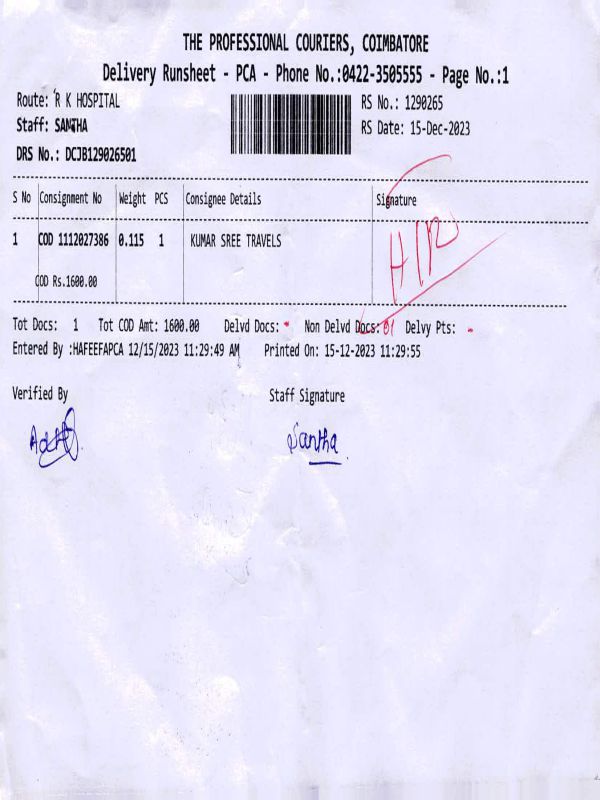 THE PROFESSIONAL COURIERS, COIMBATORE
Delivery Runsheet - PCA - Phone No.:0422-3505555 - Page No.:1
Route: R K HOSPITAL RS No.: 1290265
Staff: SANTHA RS Date: 15-Dec-2023
DRS No.: DCJB129026501
S No Consignment No Weight PCS Consignee Details Signature
1 COD 1112027386 0.115 1 KUMAR SREE TRAVELS
COD Rs.1600.00
Tot Docs: 1 Tot COD Amt: 1600.00 Delvd Docs: Non Delvd Docs: 01 Delvy Pts:
Entered By :HAFEEFAPCA 12/15/2023 11:29:49 AM Printed On: 15-12-2023 11:29:55
Verified By Staff Signature
Santha